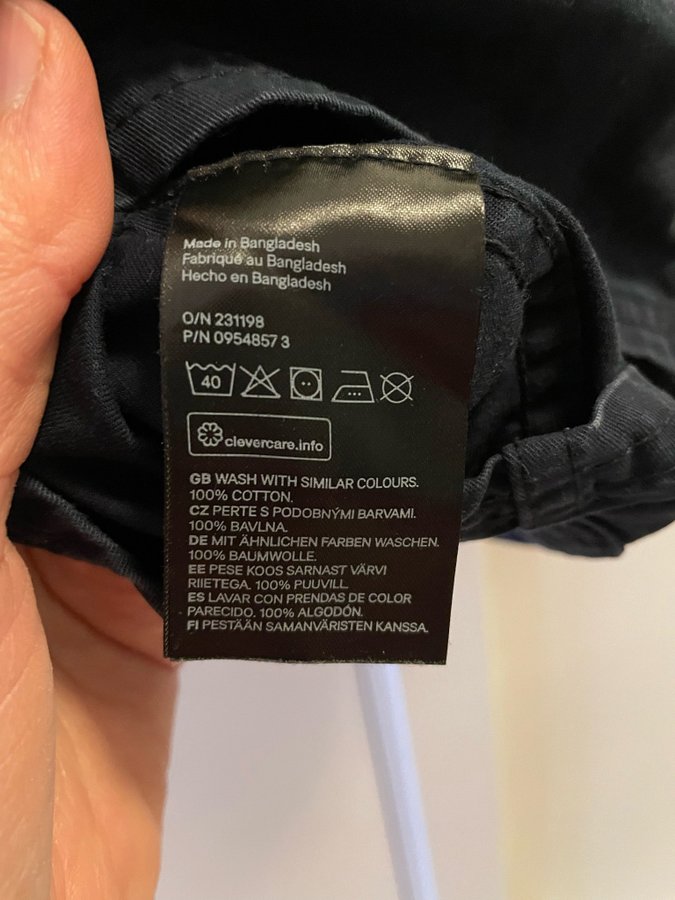 Made in Bangladesh
Fabriqué au Bangladesh
Hecho en Bangladesh
O/N 231198
P/N 0954857 3
40
clevercare.info
GB WASH WITH SIMILAR COLOURS.
100% COTTON.
CZ PERTE S PODOBNÝMI BARVAMI.
100% BAVLNA.
DE MIT ÄHNLICHEN FARBEN WASCHEN.
100% BAUMWOLLE.
EE PESE KOOS SARNAST VÄRVI
RIIETEGA. 100% PUUVILL.
ES LAVAR CON PRENDAS DE COLOR
PARECIDO. 100% ALGODÓN.
FI PESTÄÄN SAMANVÄRISTEN KANSSA.